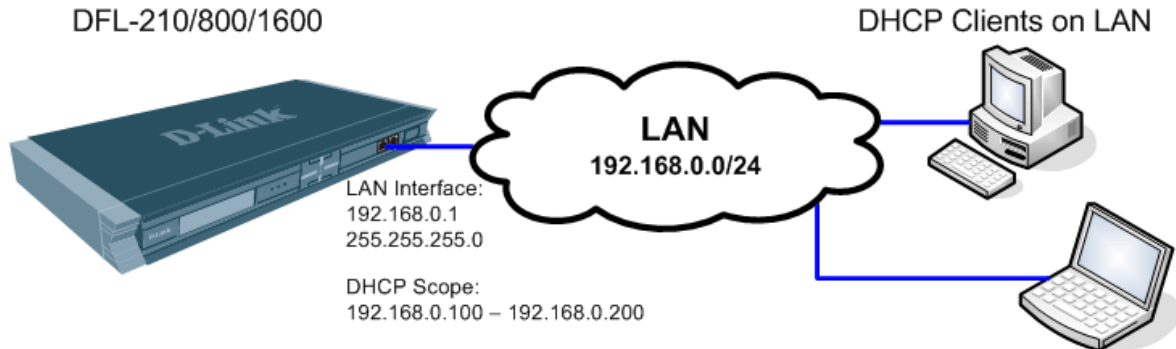 DFL-210/800/1600
DHCP Clients on LAN
D-Link
LAN
192.168.0.0/24
LAN Interface:
192.168.0.1
255.255.255.0
D-Link
DHCP Scope:
192.168.0.100 – 192.168.0.200